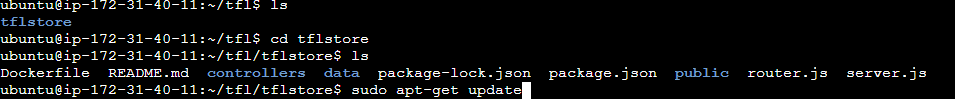 ubuntu@ip-172-31-40-11:~/tfl$ ls
tflstore
ubuntu@ip-172-31-40-11:~/tfl$ cd tflstore
ubuntu@ip-172-31-40-11:~/tfl/tflstore$ ls
Dockerfile  README.md  controllers  data  package-lock.json  package.json  public  router.js  server.js
ubuntu@ip-172-31-40-11:~/tfl/tflstore$ sudo apt-get update